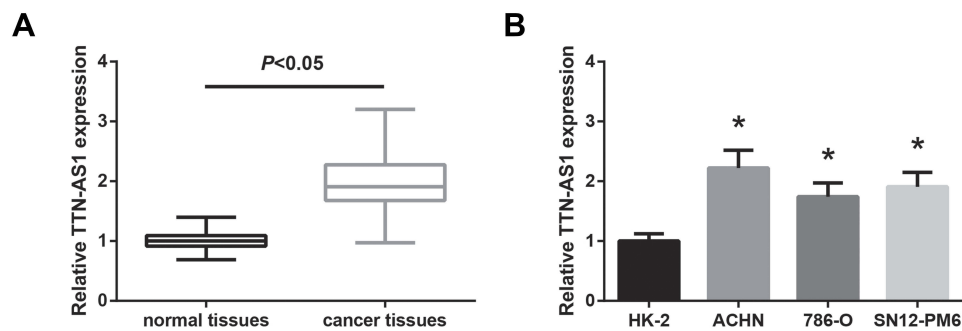 A
Relative TTN-AS1 expression
4
3
2
1
0
P<0.05
normal tissues
cancer tissues
B
Relative TTN-AS1 expression
4
3
2
1
0
*
*
*
HK-2
ACHN
786-O
SN12-PM6